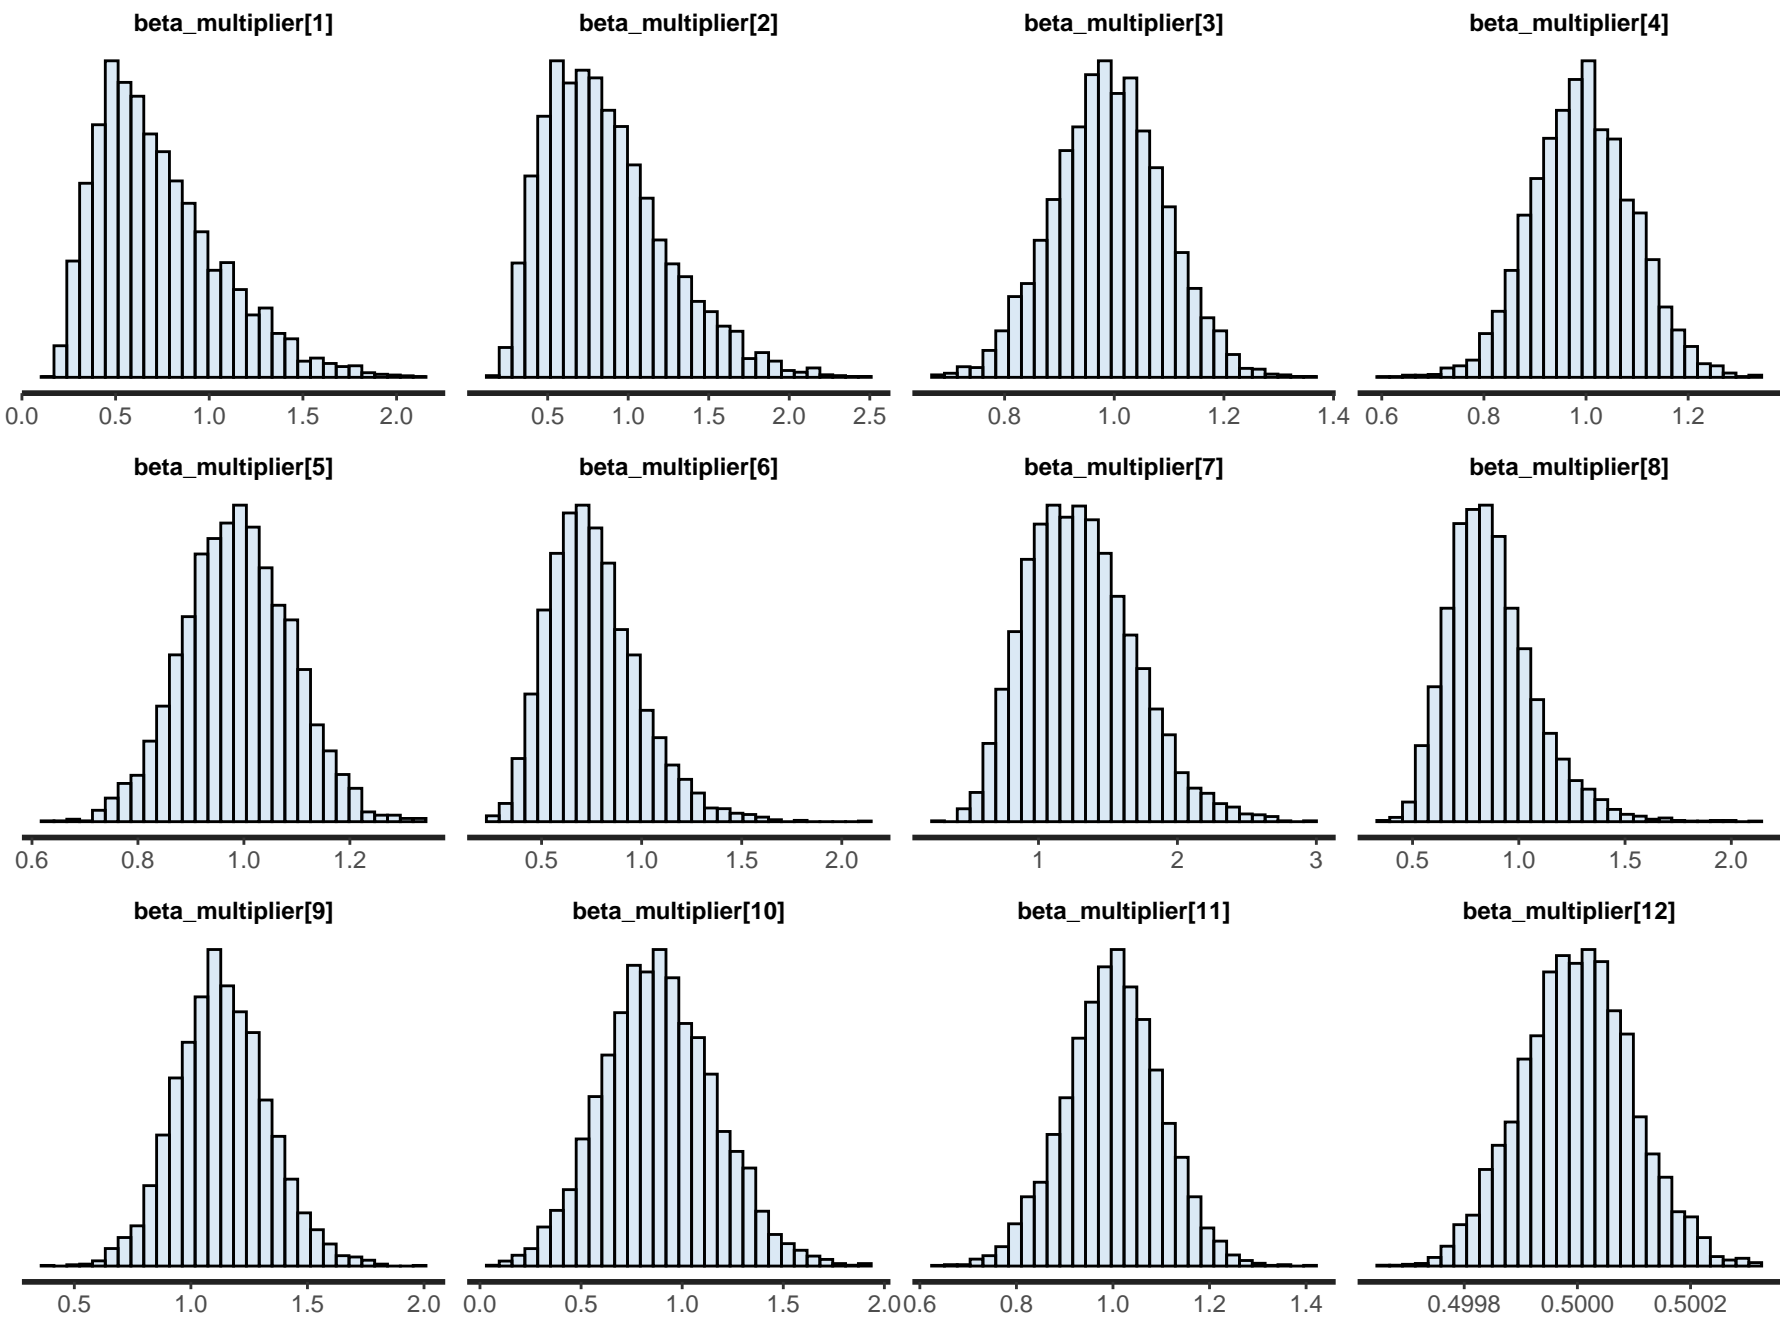 beta_multiplier[1] beta_multiplier[2] beta_multiplier[3] beta_multiplier[4]
0.0 0.5 1.0 1.5 2.0 0.5 1.0 1.5 2.0 2.5 0.8 1.0 1.2 1.4 0.6 0.8 1.0 1.2
beta_multiplier[5] beta_multiplier[6] beta_multiplier[7] beta_multiplier[8]
0.6 0.8 1.0 1.2 0.5 1.0 1.5 2.0 1 2 3 0.5 1.0 1.5 2.0
beta_multiplier[9] beta_multiplier[10] beta_multiplier[11] beta_multiplier[12]
0.5 1.0 1.5 2.0 0.0 0.5 1.0 1.5 2.0 0.6 0.8 1.0 1.2 1.4 0.4998 0.5000 0.5002